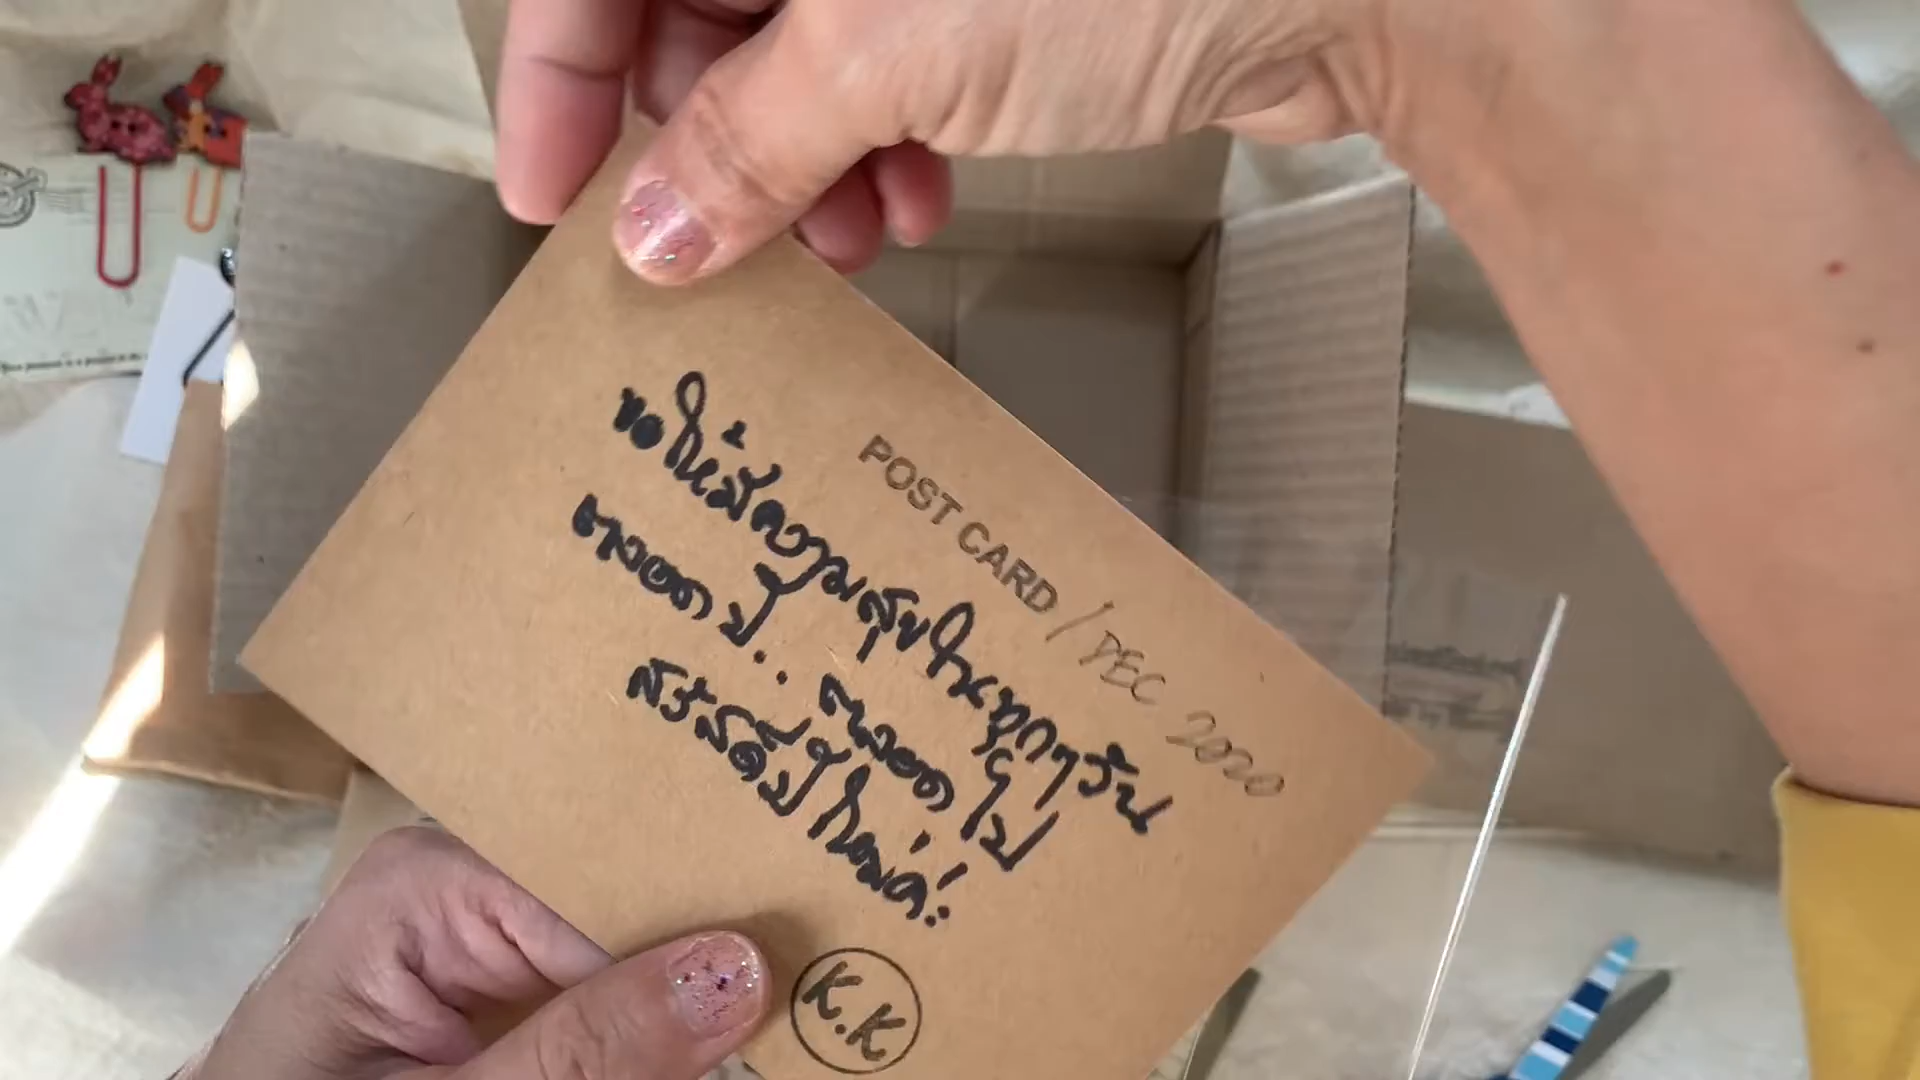 POST CARD / DEC 2020
ขอให้มีความสุขในทุกๆวัน
ตลอดปี.. ตลอดไป
สวัสดีปีใหม่ค่ะ
K.K